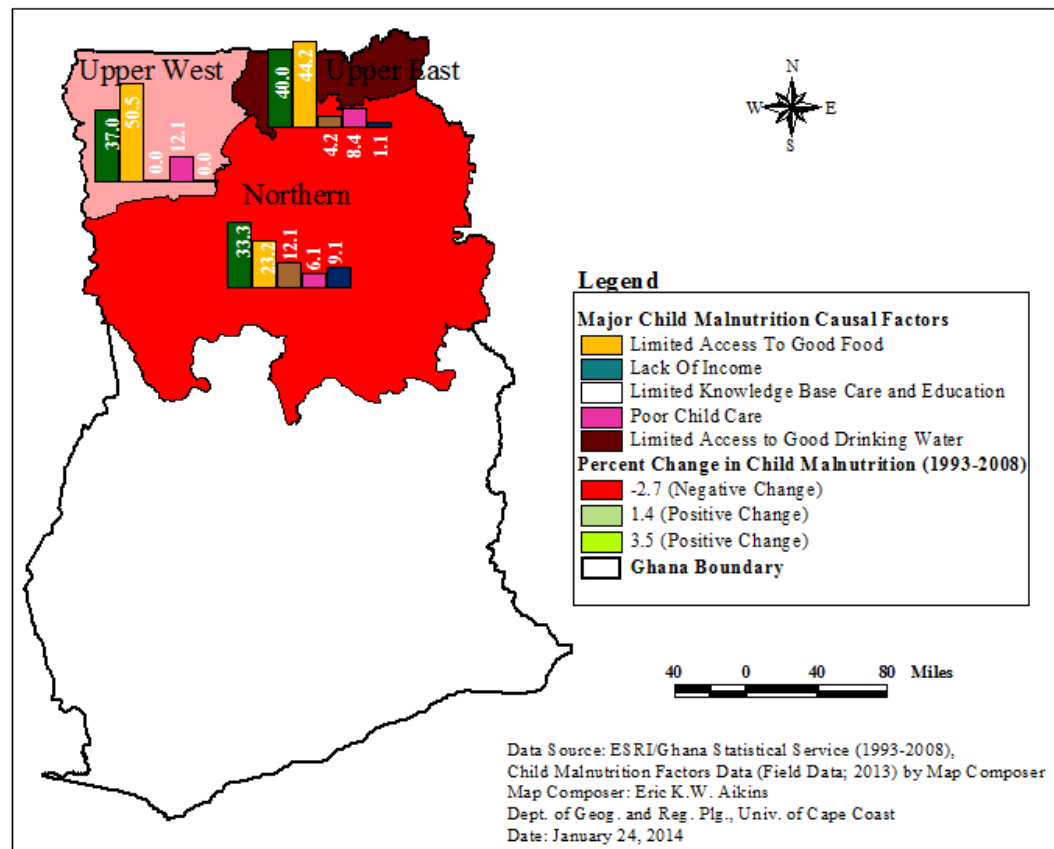 Upper West
Upper East
37.0
50.5
0.0
12.1
0.0
40.0
44.2
4.2
8.4
1.1
Northern
33.3
23.2
12.1
6.1
9.1
N
W
E
S
Legend
Major Child Malnutrition Causal Factors
Limited Access To Good Food
Lack Of Income
Limited Knowledge Base Care and Education
Poor Child Care
Limited Access to Good Drinking Water
Percent Change in Child Malnutrition (1993-2008)
-2.7 (Negative Change)
1.4 (Positive Change)
3.5 (Positive Change)
Ghana Boundary
40 0 40 80 Miles
Data Source: ESRI/Ghana Statistical Service (1993-2008),
Child Malnutrition Factors Data (Field Data; 2013) by Map Composer
Map Composer: Eric K.W. Aikins
Dept. of Geog. and Reg. Plg., Univ. of Cape Coast
Date: January 24, 2014